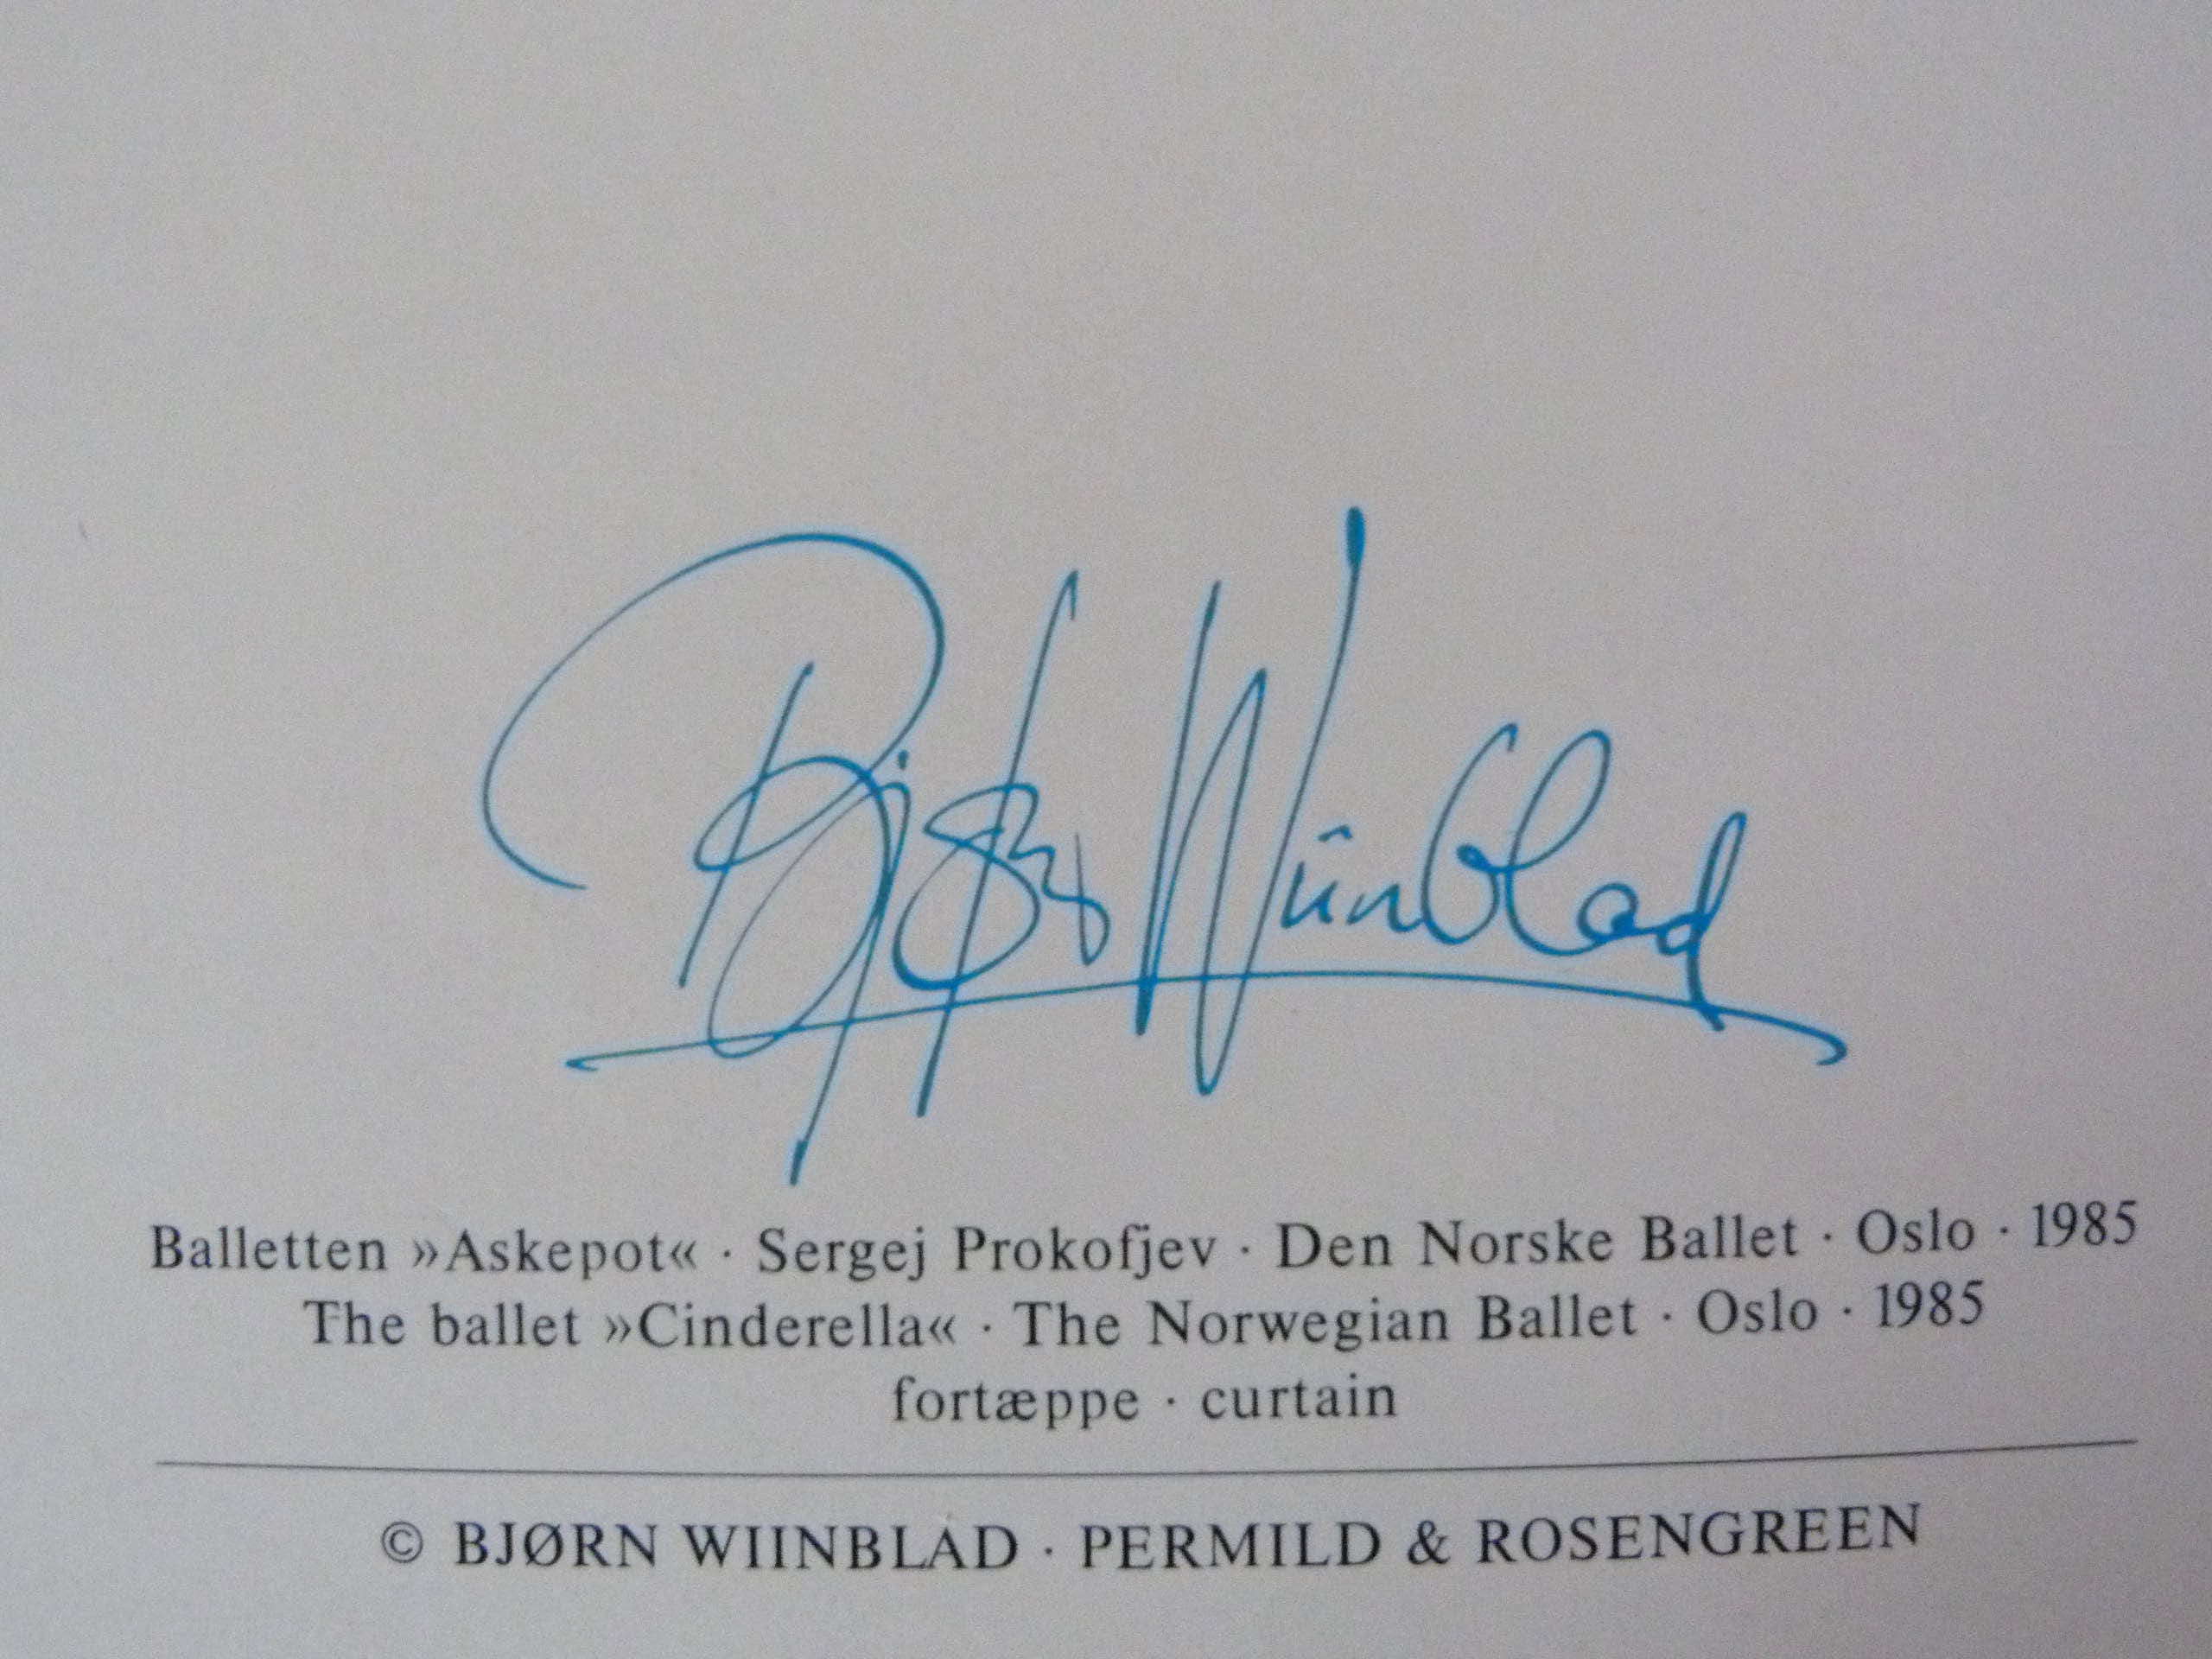 Bjørn Wiinblad
Balletten »Askepot« · Sergej Prokofjev · Den Norske Ballet · Oslo · 1985
The ballet »Cinderella« · The Norwegian Ballet · Oslo · 1985
fortæppe · curtain
© BJØRN WIINBLAD · PERMILD & ROSENGREEN